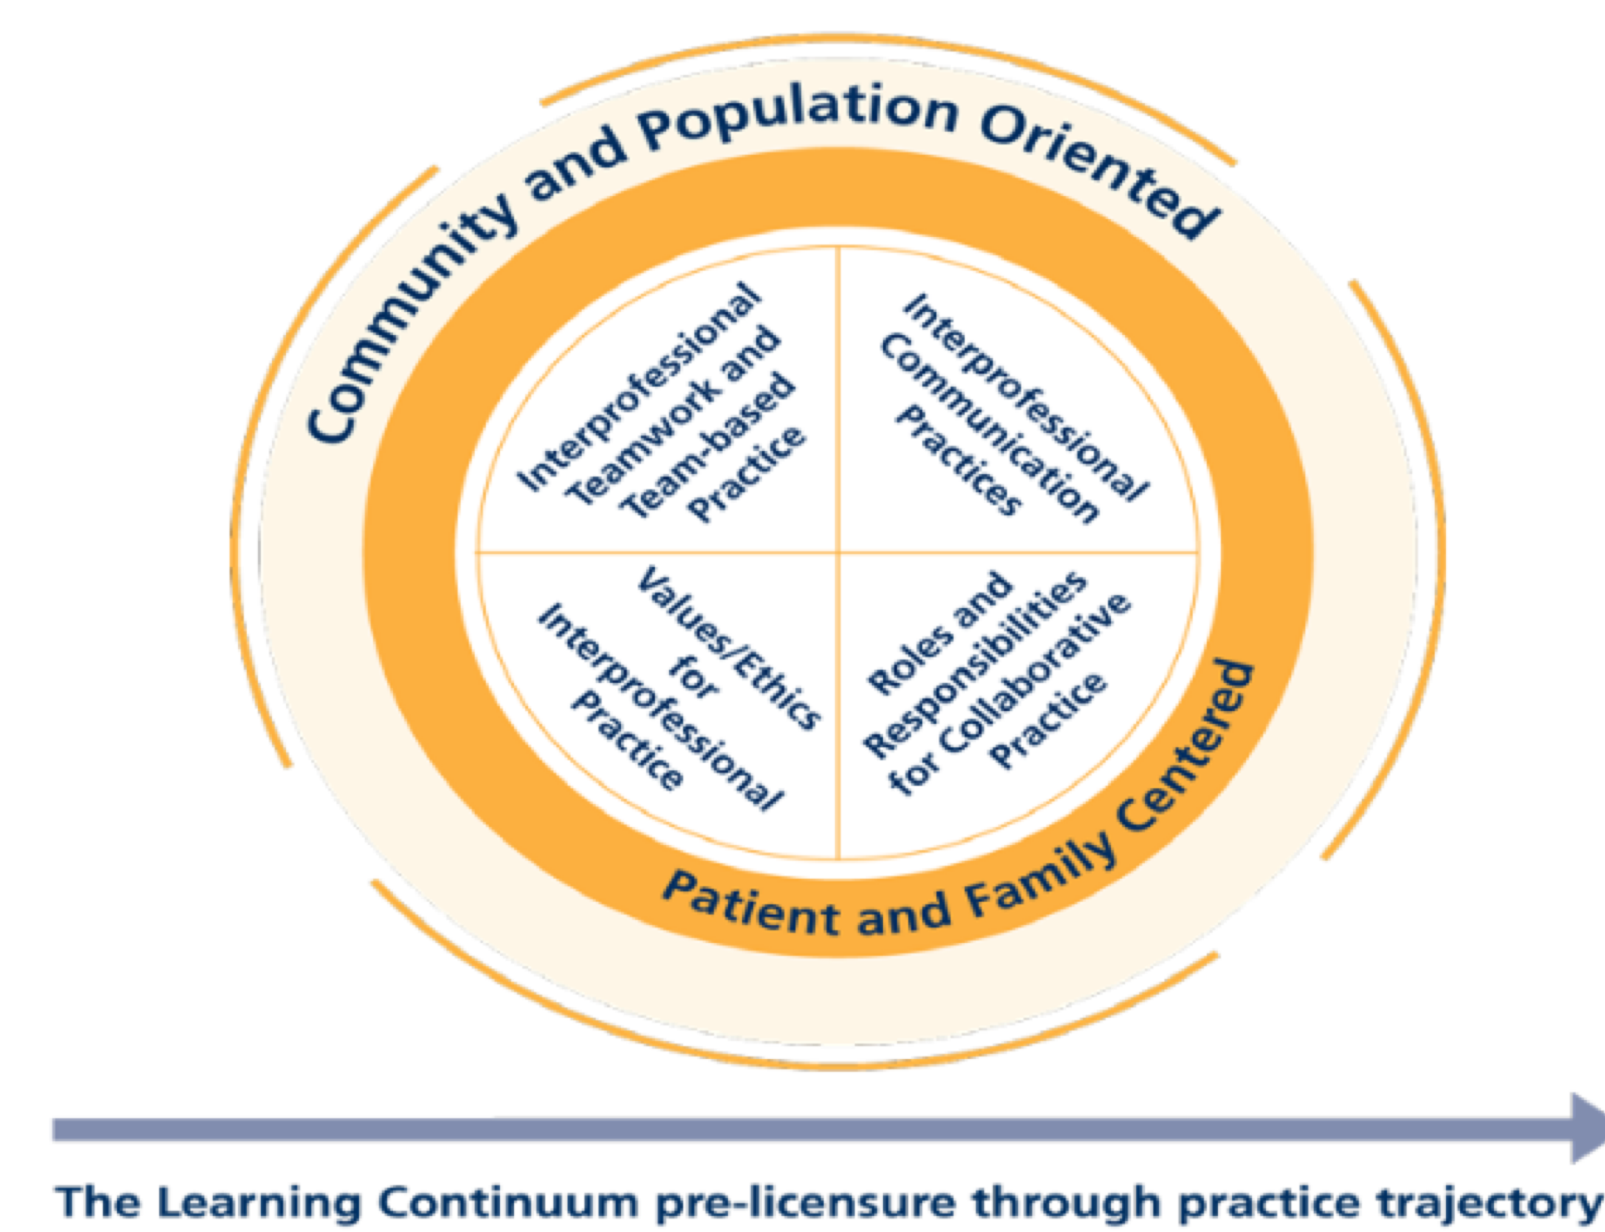 Community and Population Oriented
Interprofessional
Teamwork and
Team-based
Practice
Interprofessional
Communication
Practices
Values/Ethics
for
Interprofessional
Practice
Roles and
Responsibilities
for Collaborative
Practice
Patient and Family Centered
The Learning Continuum pre-licensure through practice trajectory